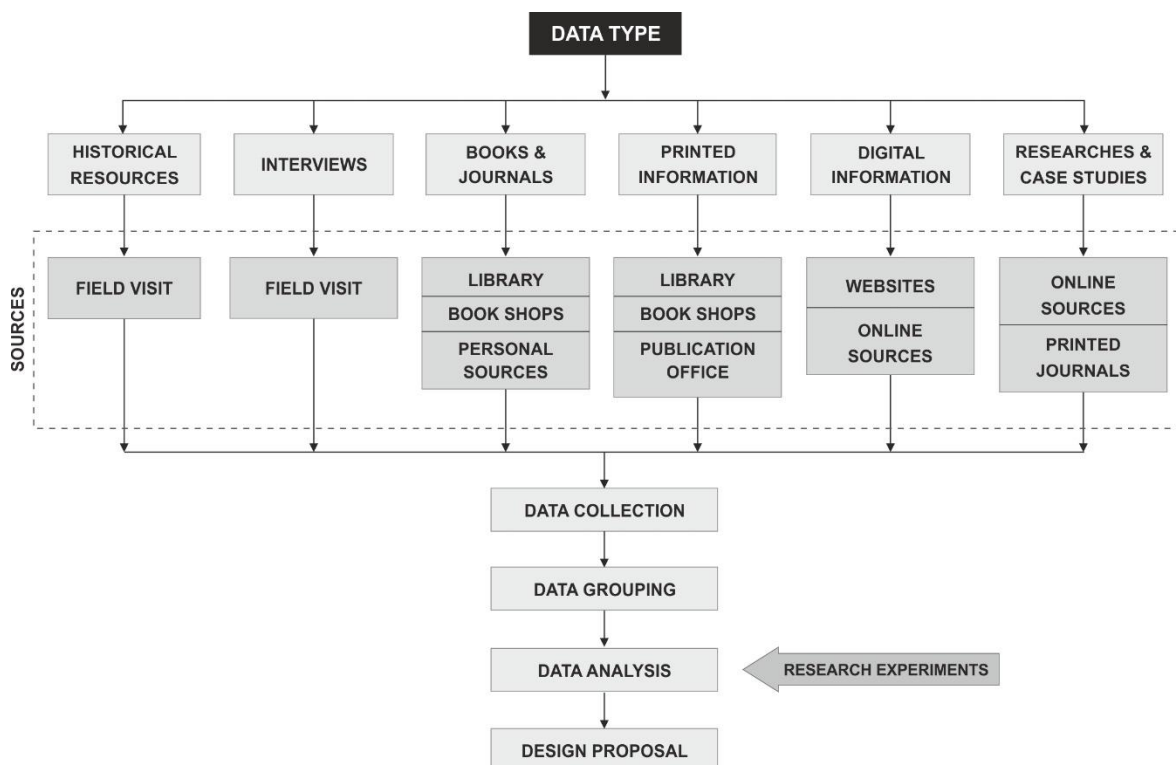 DATA TYPE
HISTORICAL
RESOURCES
INTERVIEWS
BOOKS &
JOURNALS
PRINTED
INFORMATION
DIGITAL
INFORMATION
RESEARCHES &
CASE STUDIES
SOURCES
FIELD VISIT
FIELD VISIT
LIBRARY
BOOK SHOPS
PERSONAL
SOURCES
LIBRARY
BOOK SHOPS
PUBLICATION
OFFICE
WEBSITES
ONLINE
SOURCES
ONLINE
SOURCES
PRINTED
JOURNALS
DATA COLLECTION
DATA GROUPING
DATA ANALYSIS
RESEARCH EXPERIMENTS
DESIGN PROPOSAL